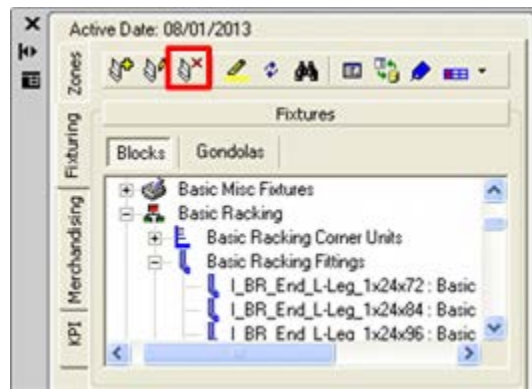 Active Date: 08/01/2013
Zones
Fixturing
Merchandising
KPI
Fixtures
Blocks
Gondolas
Basic Misc Fixtures
Basic Racking
Basic Racking Corner Units
Basic Racking Fittings
I_BR_End_L-Leg_1x24x72 : Basic
I_BR_End_L-Leg_1x24x84 : Basic
I_BR_End_L-Leg_1x24x96 : Basic